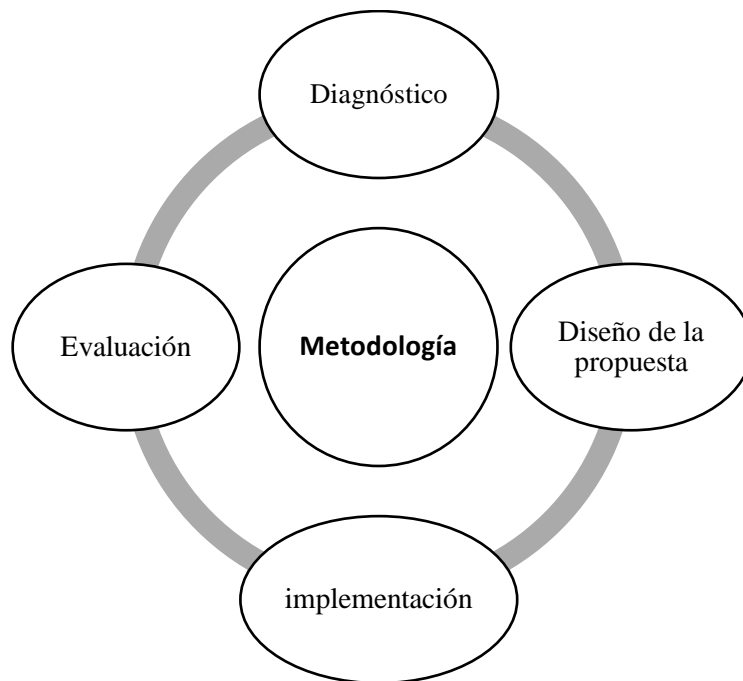 Diagnóstico
Evaluación
Metodología
Diseño de la
propuesta
implementación